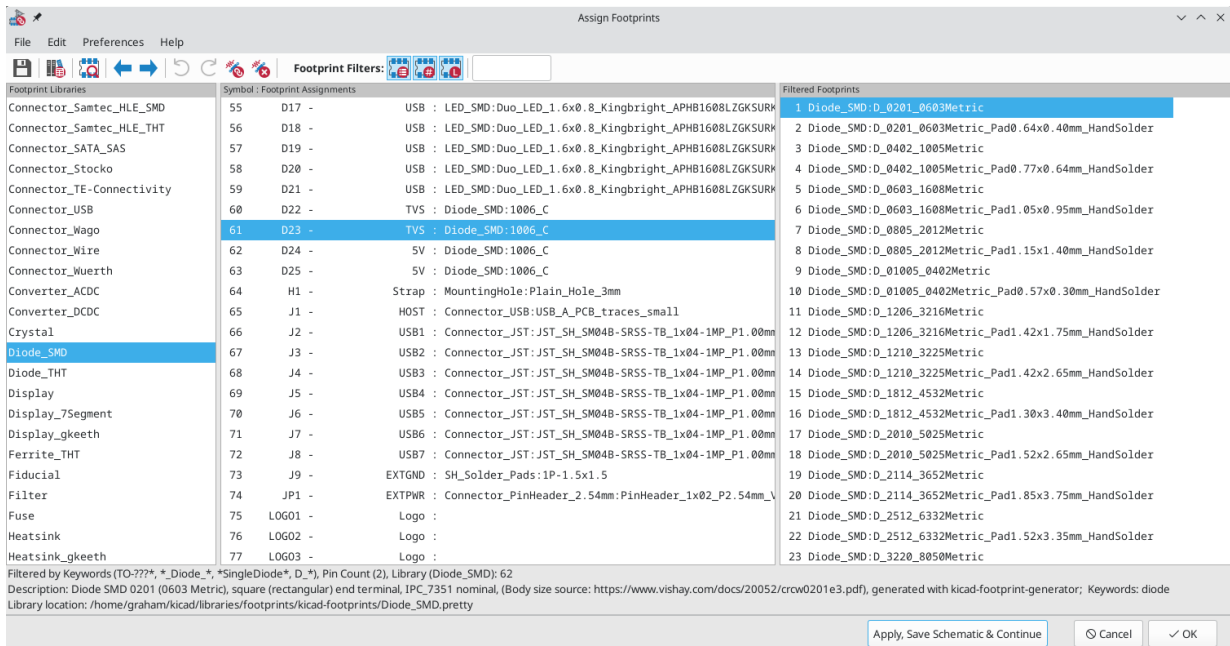 Assign Footprints
File Edit Preferences Help
Footprint Filters:
Footprint Libraries
Connector_Samtec_HLE_SMD
Connector_Samtec_HLE_THT
Connector_SATA_SAS
Connector_Stocko
Connector_TE-Connectivity
Connector_USB
Connector_Wago
Connector_Wire
Connector_Wuerth
Converter_ACDC
Converter_DCDC
Crystal
Diode_SMD
Diode_THT
Display
Display_7Segment
Display_gkeeth
Ferrite_THT
Fiducial
Filter
Fuse
Heatsink
Heatsink_gkeeth
Symbol : Footprint Assignments
55 D17 - USB : LED_SMD:Duo_LED_1.6x0.8_Kingbright_APHB1608LZGKSURK
56 D18 - USB : LED_SMD:Duo_LED_1.6x0.8_Kingbright_APHB1608LZGKSURK
57 D19 - USB : LED_SMD:Duo_LED_1.6x0.8_Kingbright_APHB1608LZGKSURK
58 D20 - USB : LED_SMD:Duo_LED_1.6x0.8_Kingbright_APHB1608LZGKSURK
59 D21 - USB : LED_SMD:Duo_LED_1.6x0.8_Kingbright_APHB1608LZGKSURK
60 D22 - TVS : Diode_SMD:1006_C
61 D23 - TVS : Diode_SMD:1006_C
62 D24 - 5V : Diode_SMD:1006_C
63 D25 - 5V : Diode_SMD:1006_C
64 H1 - Strap : MountingHole:Plain_Hole_3mm
65 J1 - HOST : Connector_USB:USB_A_PCB_traces_small
66 J2 - USB1 : Connector_JST:JST_SH_SM04B-SRSS-TB_1x04-1MP_P1.00mm
67 J3 - USB2 : Connector_JST:JST_SH_SM04B-SRSS-TB_1x04-1MP_P1.00mm
68 J4 - USB3 : Connector_JST:JST_SH_SM04B-SRSS-TB_1x04-1MP_P1.00mm
69 J5 - USB4 : Connector_JST:JST_SH_SM04B-SRSS-TB_1x04-1MP_P1.00mm
70 J6 - USB5 : Connector_JST:JST_SH_SM04B-SRSS-TB_1x04-1MP_P1.00mm
71 J7 - USB6 : Connector_JST:JST_SH_SM04B-SRSS-TB_1x04-1MP_P1.00mm
72 J8 - USB7 : Connector_JST:JST_SH_SM04B-SRSS-TB_1x04-1MP_P1.00mm
73 J9 - EXTGND : SH_Solder_Pads:1P-1.5x1.5
74 JP1 - EXTPWR : Connector_PinHeader_2.54mm:PinHeader_1x02_P2.54mm_V
75 LOGO1 - Logo :
76 LOGO2 - Logo :
77 LOGO3 - Logo :
Filtered Footprints
1 Diode_SMD:D_0201_0603Metric
2 Diode_SMD:D_0201_0603Metric_Pad0.64x0.40mm_HandSolder
3 Diode_SMD:D_0402_1005Metric
4 Diode_SMD:D_0402_1005Metric_Pad0.77x0.64mm_HandSolder
5 Diode_SMD:D_0603_1608Metric
6 Diode_SMD:D_0603_1608Metric_Pad1.05x0.95mm_HandSolder
7 Diode_SMD:D_0805_2012Metric
8 Diode_SMD:D_0805_2012Metric_Pad1.15x1.40mm_HandSolder
9 Diode_SMD:D_01005_0402Metric
10 Diode_SMD:D_01005_0402Metric_Pad0.57x0.30mm_HandSolder
11 Diode_SMD:D_1206_3216Metric
12 Diode_SMD:D_1206_3216Metric_Pad1.42x1.75mm_HandSolder
13 Diode_SMD:D_1210_3225Metric
14 Diode_SMD:D_1210_3225Metric_Pad1.42x2.65mm_HandSolder
15 Diode_SMD:D_1812_4532Metric
16 Diode_SMD:D_1812_4532Metric_Pad1.30x3.40mm_HandSolder
17 Diode_SMD:D_2010_5025Metric
18 Diode_SMD:D_2010_5025Metric_Pad1.52x2.65mm_HandSolder
19 Diode_SMD:D_2114_3652Metric
20 Diode_SMD:D_2114_3652Metric_Pad1.85x3.75mm_HandSolder
21 Diode_SMD:D_2512_6332Metric
22 Diode_SMD:D_2512_6332Metric_Pad1.52x3.35mm_HandSolder
23 Diode_SMD:D_3220_8050Metric
Filtered by Keywords (TO-???*, *_Diode_*, *SingleDiode*, D_*), Pin Count (2), Library (Diode_SMD): 62
Description: Diode SMD 0201 (0603 Metric), square (rectangular) end terminal, IPC_7351 nominal, (Body size source: https://www.vishay.com/docs/20052/crcw0201e3.pdf), generated with kicad-footprint-generator; Keywords: diode
Library location: /home/graham/kicad/libraries/footprints/kicad-footprints/Diode_SMD.pretty
Apply, Save Schematic & Continue
Cancel
OK